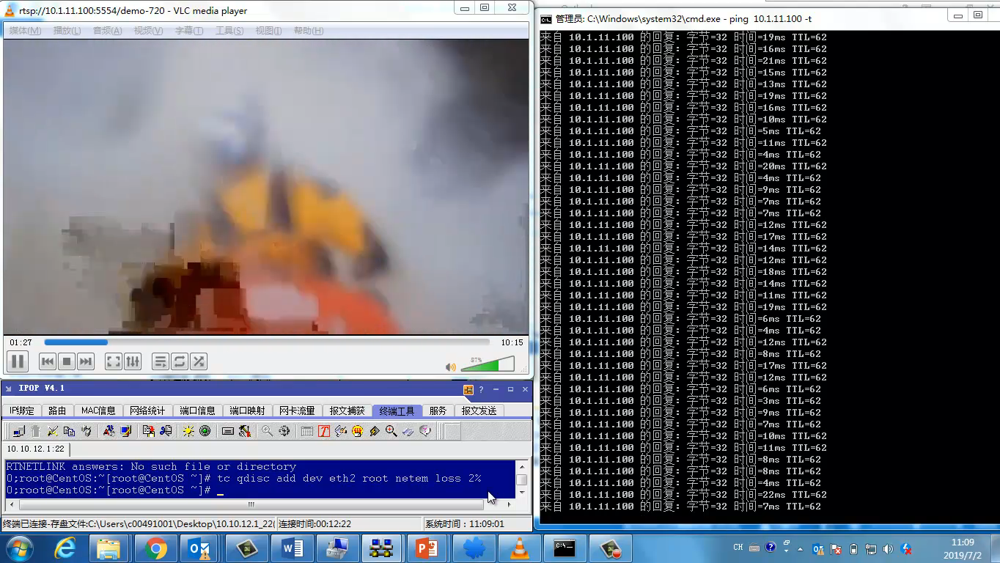 rtsp://10.1.11.100:5554/demo-720 - VLC media player
媒体(M) 播放(L) 音频(A) 视频(V) 字幕(T) 工具(S) 视图(I) 帮助(H)
01:27
10:15
87%
IPOP V4.1
IP绑定 路由 MAC信息 网络统计 端口信息 端口映射 网卡流量 报文捕获 终端工具 服务 报文发送
10.10.12.1:22
RTNETLINK answers: No such file or directory
0;root@CentOS:~[root@CentOS ~]# tc qdisc add dev eth2 root netem loss 2%
0;root@CentOS:~[root@CentOS ~]# _
终端已连接-存盘文件:C:\Users\c00491001\Desktop\10.10.12.1_22( 连接时间:00:12:22 系统时间：11:09:01
管理员: C:\Windows\system32\cmd.exe - ping 10.1.11.100 -t
来自 10.1.11.100 的回复: 字节=32 时间=19ms TTL=62
来自 10.1.11.100 的回复: 字节=32 时间=16ms TTL=62
来自 10.1.11.100 的回复: 字节=32 时间=21ms TTL=62
来自 10.1.11.100 的回复: 字节=32 时间=15ms TTL=62
来自 10.1.11.100 的回复: 字节=32 时间=13ms TTL=62
来自 10.1.11.100 的回复: 字节=32 时间=19ms TTL=62
来自 10.1.11.100 的回复: 字节=32 时间=16ms TTL=62
来自 10.1.11.100 的回复: 字节=32 时间=10ms TTL=62
来自 10.1.11.100 的回复: 字节=32 时间=5ms TTL=62
来自 10.1.11.100 的回复: 字节=32 时间=11ms TTL=62
来自 10.1.11.100 的回复: 字节=32 时间=4ms TTL=62
来自 10.1.11.100 的回复: 字节=32 时间=20ms TTL=62
来自 10.1.11.100 的回复: 字节=32 时间=4ms TTL=62
来自 10.1.11.100 的回复: 字节=32 时间=9ms TTL=62
来自 10.1.11.100 的回复: 字节=32 时间=7ms TTL=62
来自 10.1.11.100 的回复: 字节=32 时间=7ms TTL=62
来自 10.1.11.100 的回复: 字节=32 时间=12ms TTL=62
来自 10.1.11.100 的回复: 字节=32 时间=17ms TTL=62
来自 10.1.11.100 的回复: 字节=32 时间=14ms TTL=62
来自 10.1.11.100 的回复: 字节=32 时间=12ms TTL=62
来自 10.1.11.100 的回复: 字节=32 时间=18ms TTL=62
来自 10.1.11.100 的回复: 字节=32 时间=14ms TTL=62
来自 10.1.11.100 的回复: 字节=32 时间=11ms TTL=62
来自 10.1.11.100 的回复: 字节=32 时间=19ms TTL=62
来自 10.1.11.100 的回复: 字节=32 时间=6ms TTL=62
来自 10.1.11.100 的回复: 字节=32 时间=4ms TTL=62
来自 10.1.11.100 的回复: 字节=32 时间=12ms TTL=62
来自 10.1.11.100 的回复: 字节=32 时间=8ms TTL=62
来自 10.1.11.100 的回复: 字节=32 时间=17ms TTL=62
来自 10.1.11.100 的回复: 字节=32 时间=12ms TTL=62
来自 10.1.11.100 的回复: 字节=32 时间=6ms TTL=62
来自 10.1.11.100 的回复: 字节=32 时间=3ms TTL=62
来自 10.1.11.100 的回复: 字节=32 时间=9ms TTL=62
来自 10.1.11.100 的回复: 字节=32 时间=7ms TTL=62
来自 10.1.11.100 的回复: 字节=32 时间=10ms TTL=62
来自 10.1.11.100 的回复: 字节=32 时间=11ms TTL=62
来自 10.1.11.100 的回复: 字节=32 时间=8ms TTL=62
来自 10.1.11.100 的回复: 字节=32 时间=8ms TTL=62
来自 10.1.11.100 的回复: 字节=32 时间=4ms TTL=62
来自 10.1.11.100 的回复: 字节=32 时间=22ms TTL=62
来自 10.1.11.100 的回复: 字节=32 时间=7ms TTL=62
CH
11:09
2019/7/2